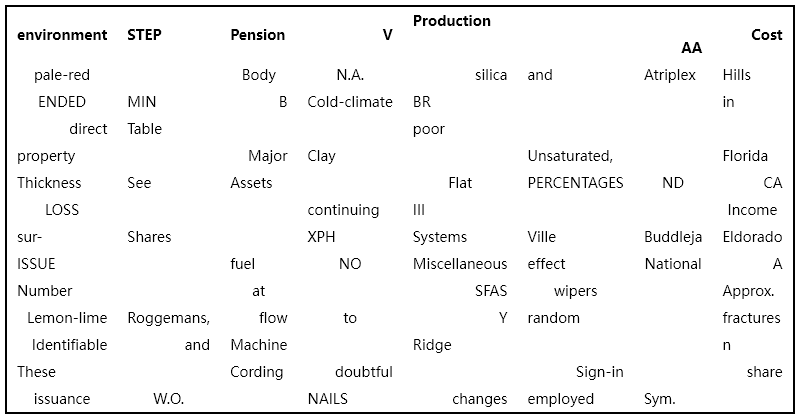 environment STEP Pension V Production AA Cost
pale-red Body N.A. silica and Atriplex Hills
ENDED MIN B Cold-climate BR in
direct Table poor
property Major Clay Unsaturated, Florida
Thickness See Assets Flat PERCENTAGES ND CA
LOSS continuing III Income
sur- Shares XPH Systems Ville Buddleja Eldorado
ISSUE fuel NO Miscellaneous effect National A
Number at SFAS wipers Approx.
Lemon-lime Roggemans, flow to Y random fractures
Identifiable and Machine Ridge n
These Cording doubtful Sign-in share
issuance W.O. NAILS changes employed Sym.